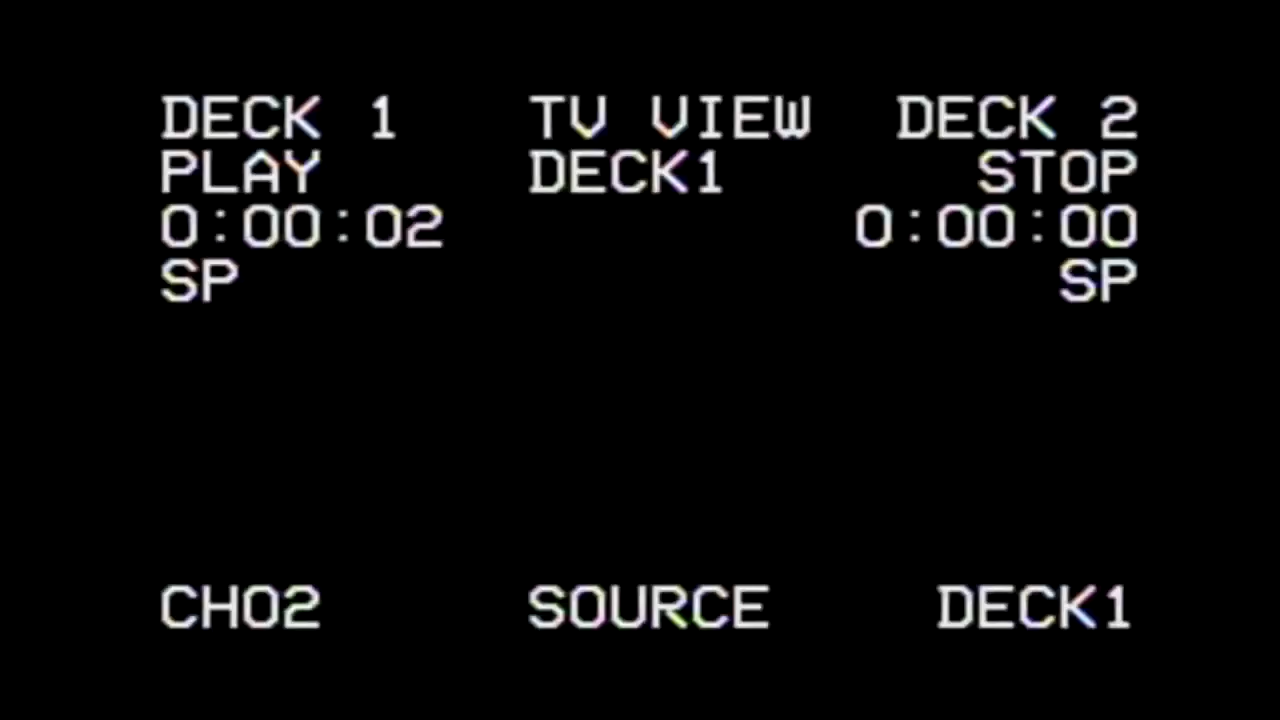 DECK 1 TV VIEW DECK 2
PLAY DECK1 STOP
0:00:02 0:00:00
SP SP
CH02 SOURCE DECK1